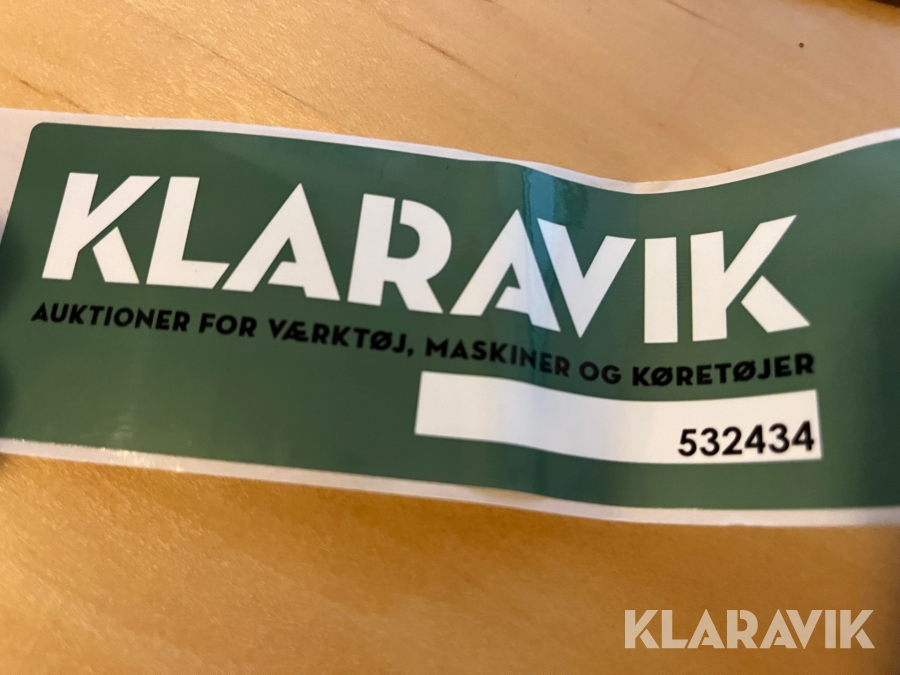 KLARAVIK
AUKTIONER FOR VÆRKTØJ, MASKINER OG KØRETØJER
532434
KLARAVIK